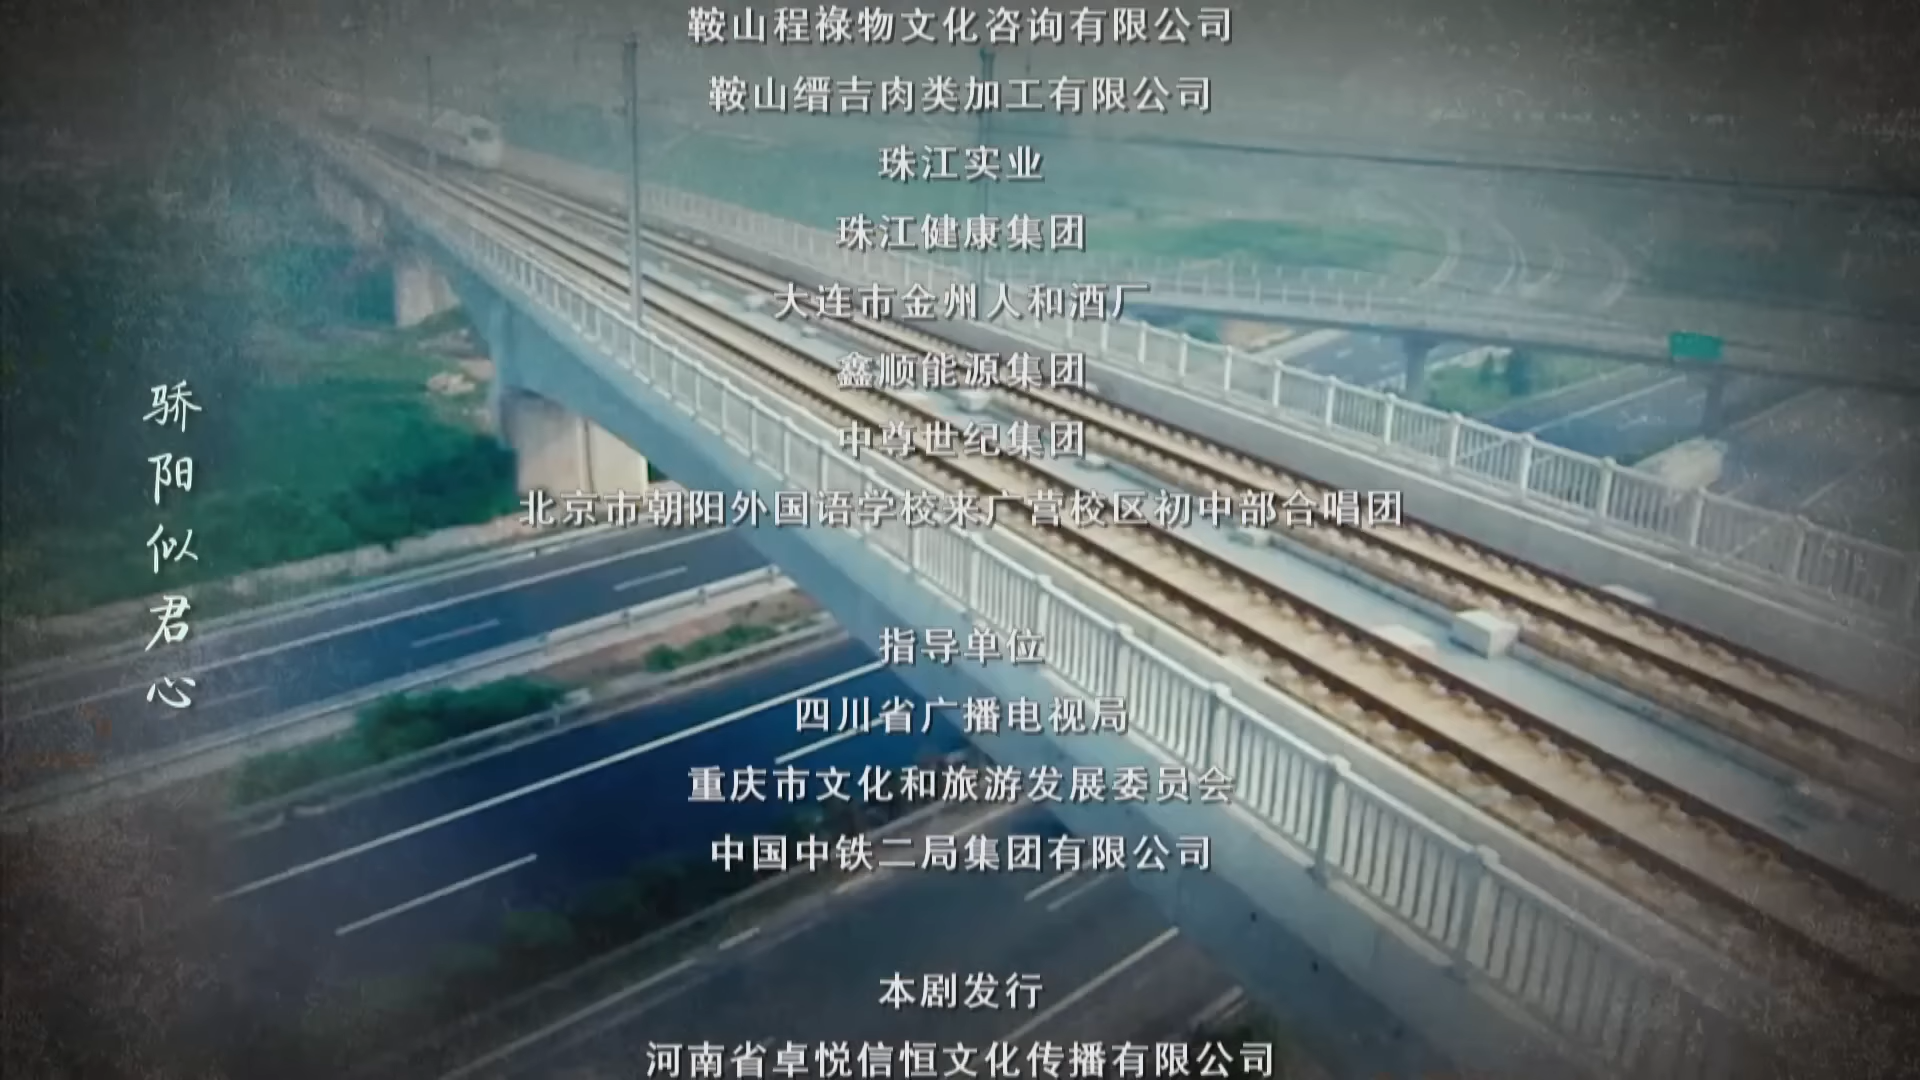 鞍山程禄物文化咨询有限公司
鞍山缙吉肉类加工有限公司
珠江实业
珠江健康集团
大连市金州人和酒厂
鑫顺能源集团
中尊世纪集团
北京市朝阳外国语学校来广营校区初中部合唱团
指导单位
四川省广播电视局
重庆市文化和旅游发展委员会
中国中铁二局集团有限公司
本剧发行
河南省卓悦信恒文化传播有限公司
骄阳似君心